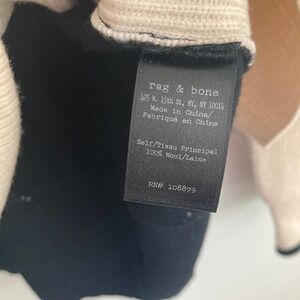 rag & bone
425 W. 13th St, NY, NY 10014
Made in China/
Fabriqué en Chine
Self/Tissu Principal
100% Wool/Laine
RN# 108879